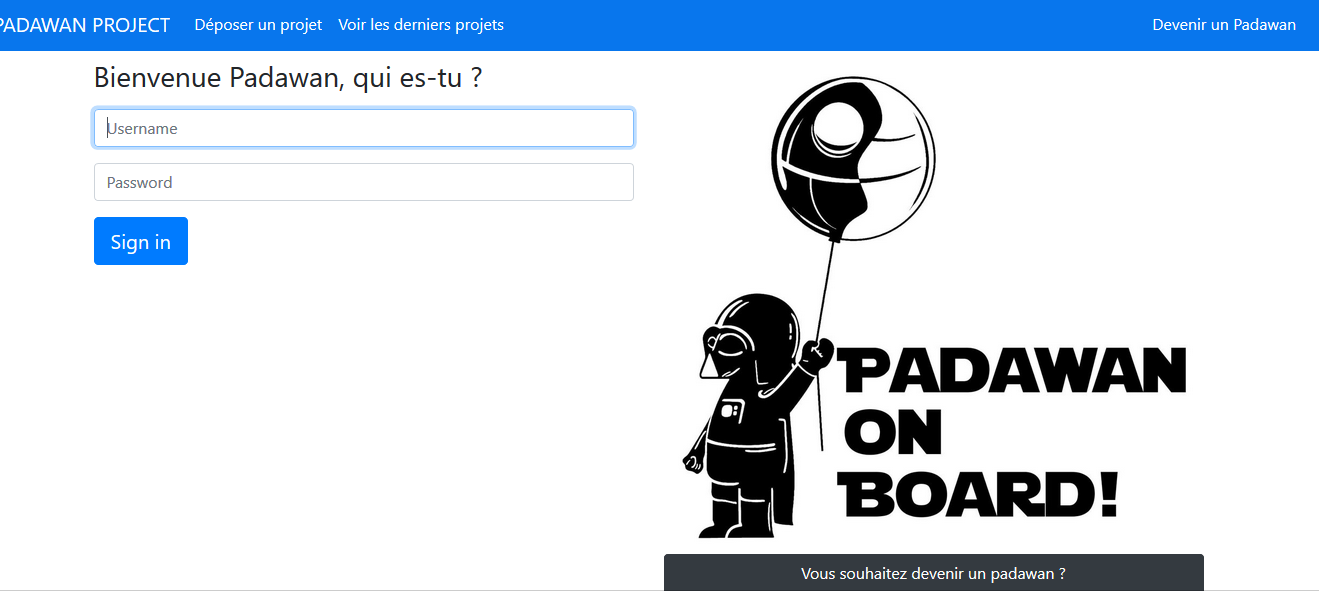 PADAWAN PROJECT Déposer un projet Voir les derniers projets Devenir un Padawan
Bienvenue Padawan, qui es-tu ?
Username
Password
Sign in
PADAWAN
ON
BOARD!
Vous souhaitez devenir un padawan ?